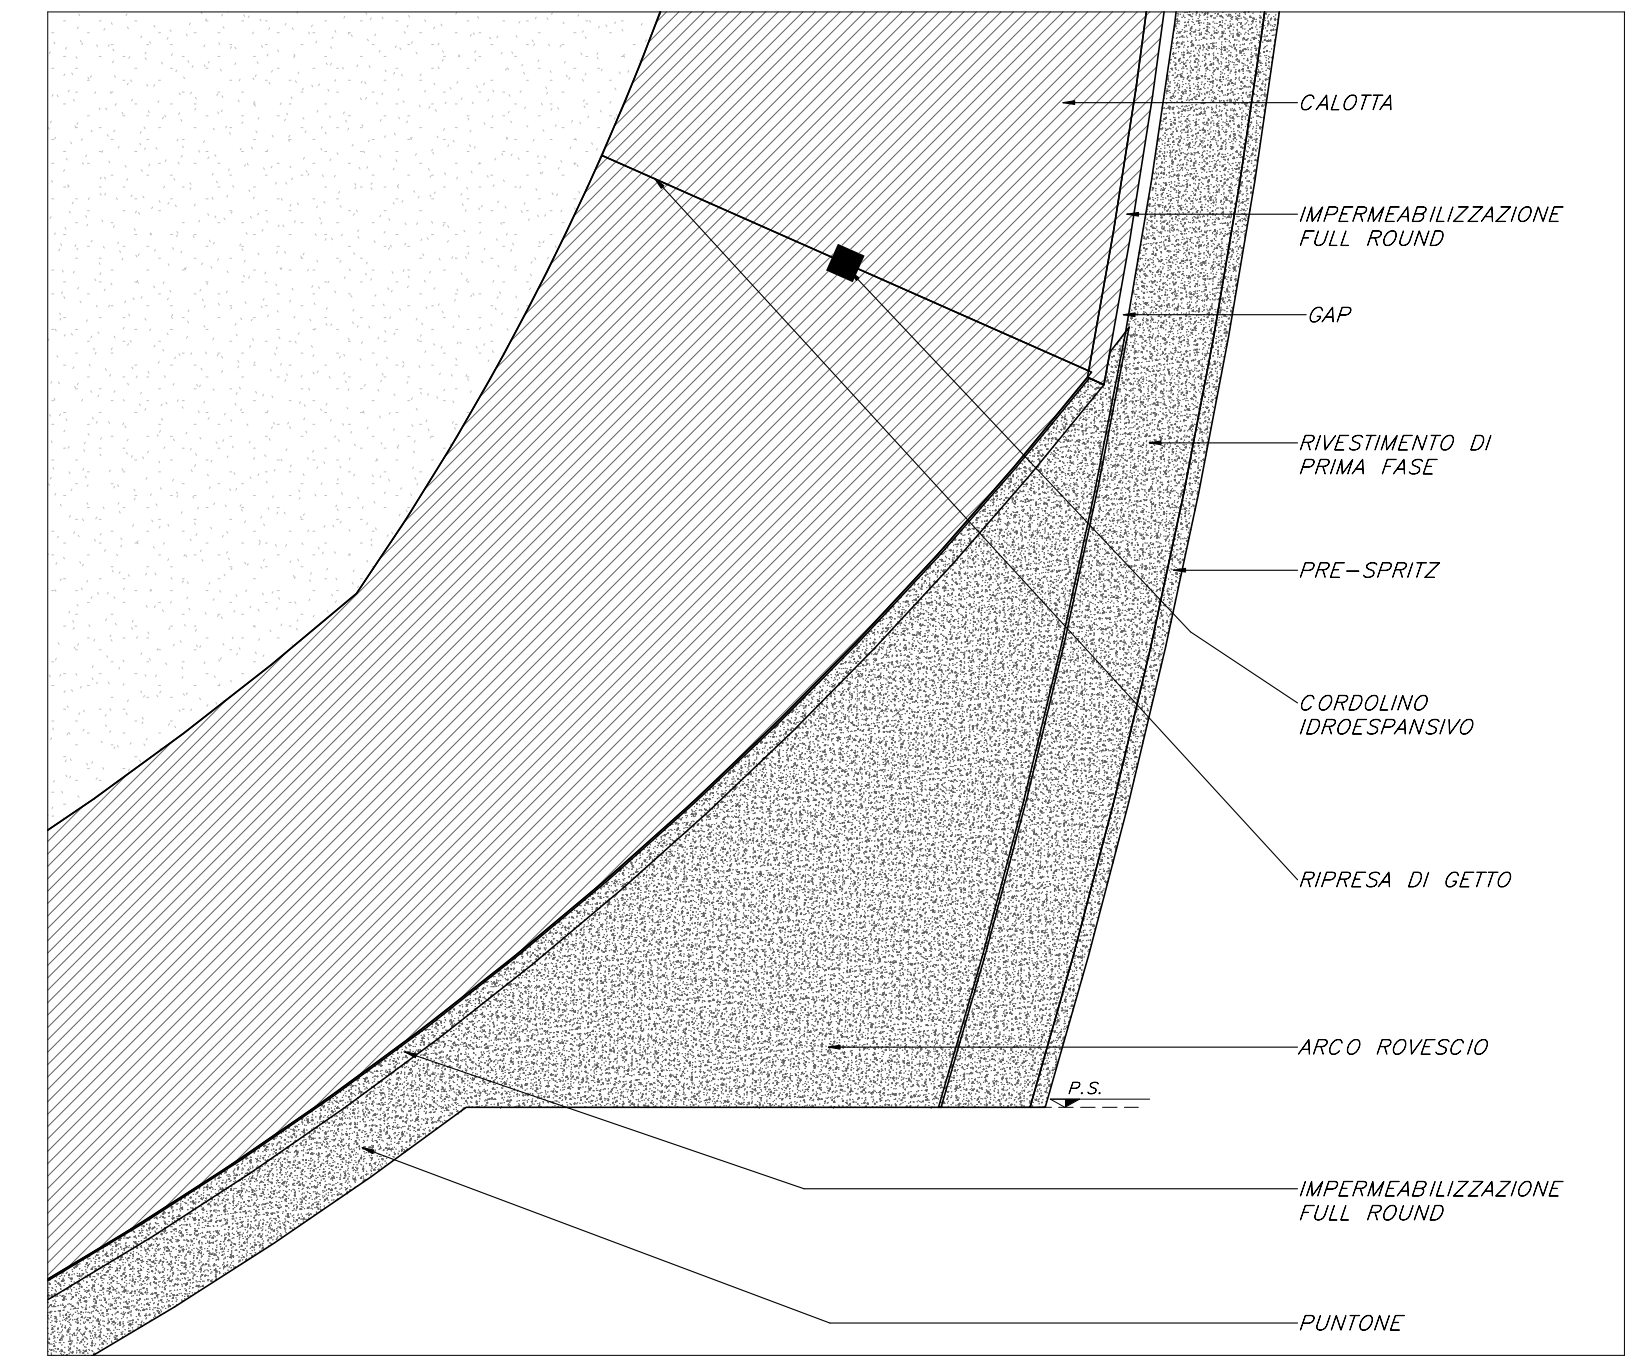 CALOTTA
IMPERMEABILIZZAZIONE
FULL ROUND
GAP
RIVESTIMENTO DI
PRIMA FASE
PRE-SPRITZ
CORDOLINO
IDROESPANSIVO
RIPRESA DI GETTO
ARCO ROVESCIO
P.S.
IMPERMEABILIZZAZIONE
FULL ROUND
PUNTONE